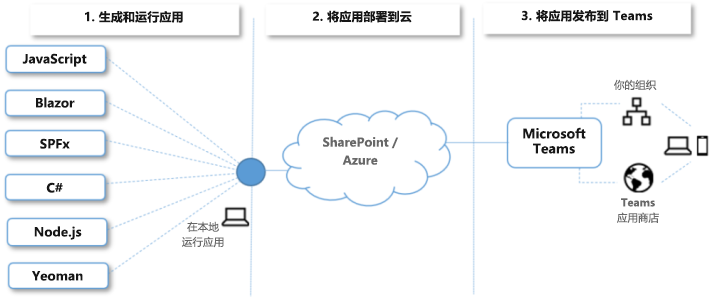 1. 生成和运行应用
2. 将应用部署到云
3. 将应用发布到 Teams
JavaScript
Blazor
SPFx
C#
Node.js
Yeoman
在本地
运行应用
SharePoint /
Azure
Microsoft
Teams
你的组织
Teams
应用商店